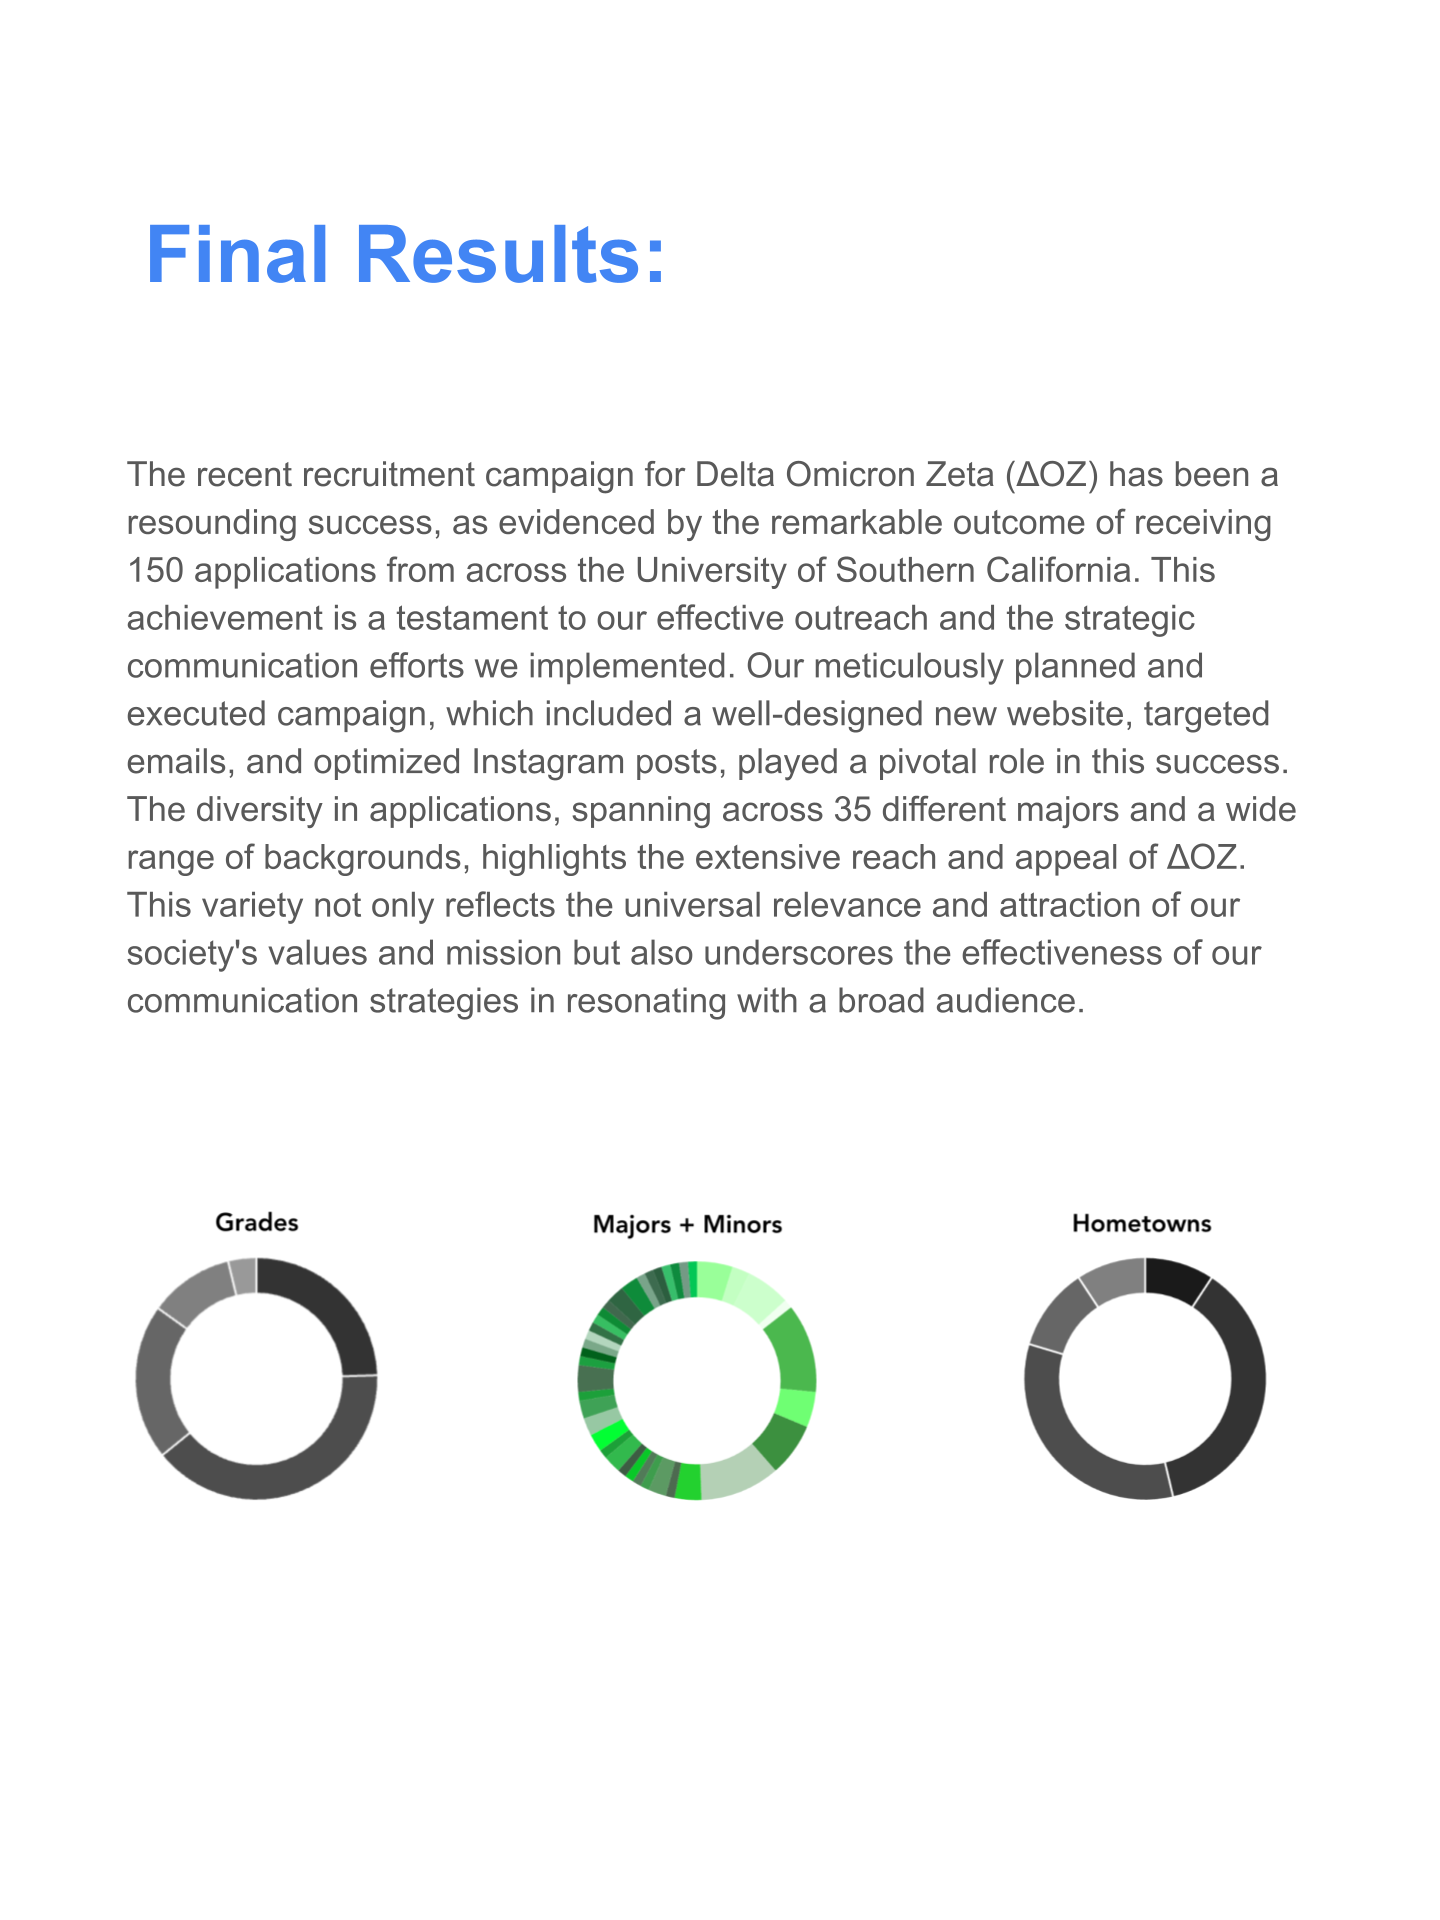 Final Results:
The recent recruitment campaign for Delta Omicron Zeta (ΔOZ) has been a
resounding success, as evidenced by the remarkable outcome of receiving
150 applications from across the University of Southern California. This
achievement is a testament to our effective outreach and the strategic
communication efforts we implemented. Our meticulously planned and
executed campaign, which included a well-designed new website, targeted
emails, and optimized Instagram posts, played a pivotal role in this success.
The diversity in applications, spanning across 35 different majors and a wide
range of backgrounds, highlights the extensive reach and appeal of ΔOZ.
This variety not only reflects the universal relevance and attraction of our
society's values and mission but also underscores the effectiveness of our
communication strategies in resonating with a broad audience.
Grades
Majors + Minors
Hometowns